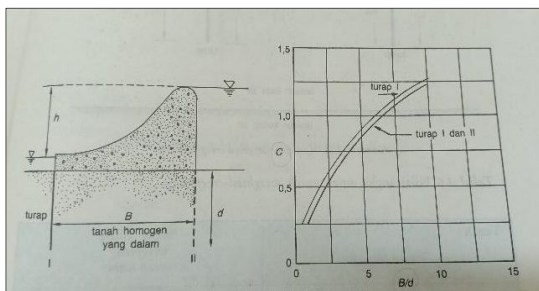 h
turap
B
tanah homogen
yang dalam
d
I
II
1,5
1,0
C
0,5
0
turap I
turap I dan II
0
5
10
15
B/d